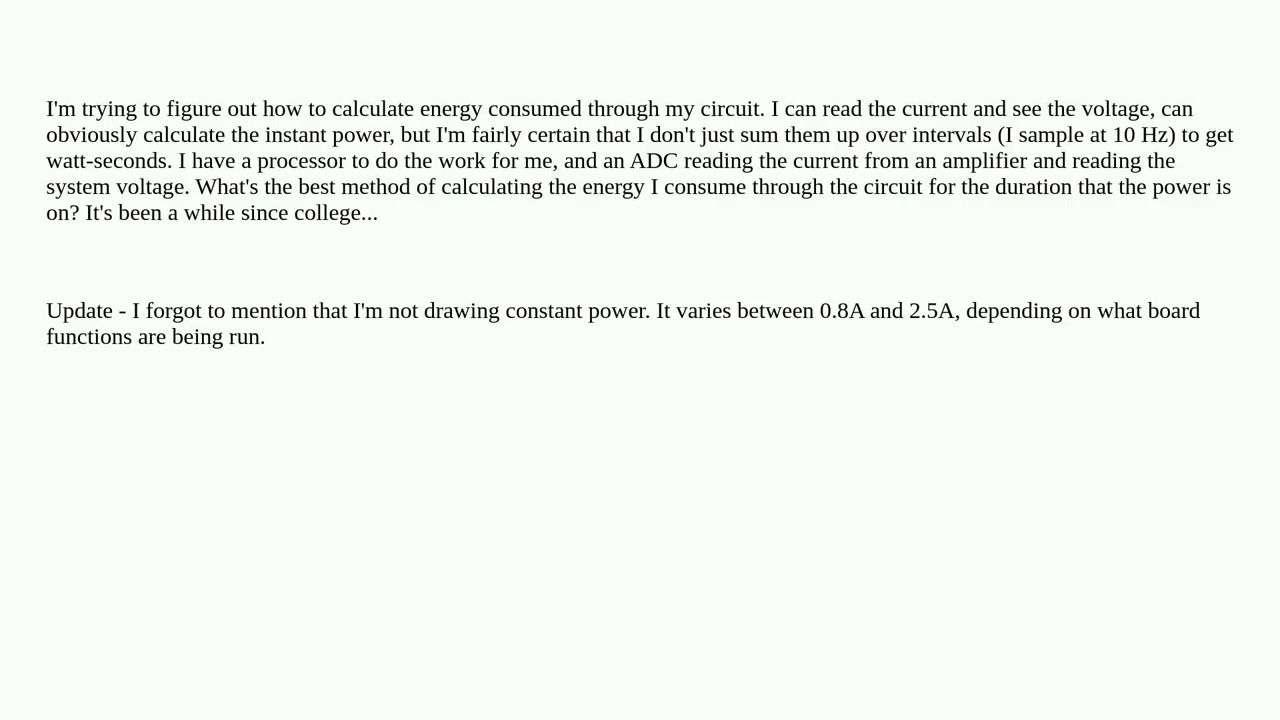 I'm trying to figure out how to calculate energy consumed through my circuit. I can read the current and see the voltage, can
obviously calculate the instant power, but I'm fairly certain that I don't just sum them up over intervals (I sample at 10 Hz) to get
watt-seconds. I have a processor to do the work for me, and an ADC reading the current from an amplifier and reading the
system voltage. What's the best method of calculating the energy I consume through the circuit for the duration that the power is
on? It's been a while since college...
Update - I forgot to mention that I'm not drawing constant power. It varies between 0.8A and 2.5A, depending on what board
functions are being run.